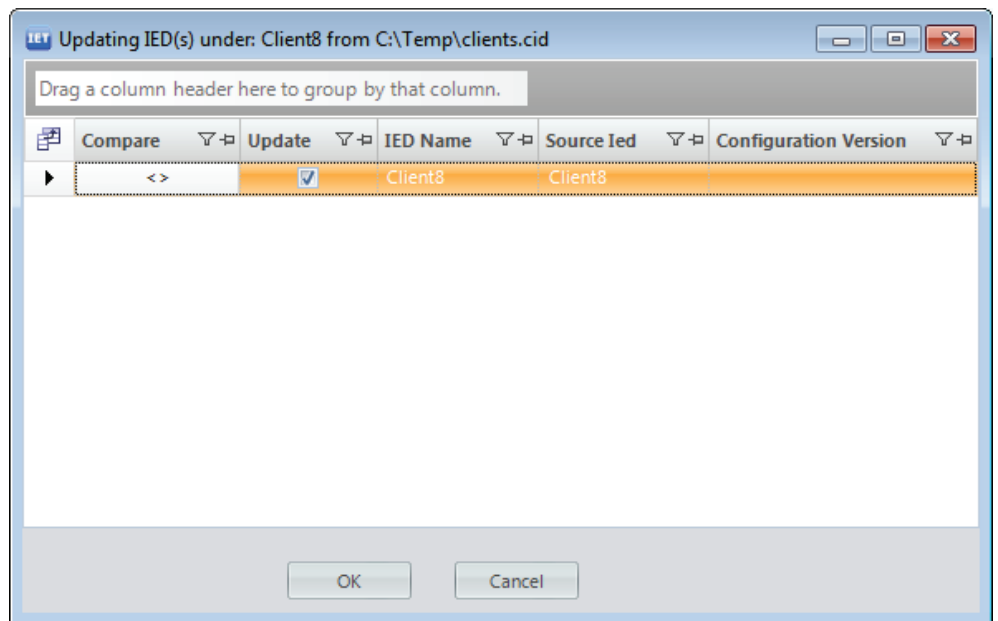 IET Updating IED(s) under: Client8 from C:\Temp\clients.cid
Drag a column header here to group by that column.
Compare Update IED Name Source Ied Configuration Version
<> Client8 Client8
OK Cancel